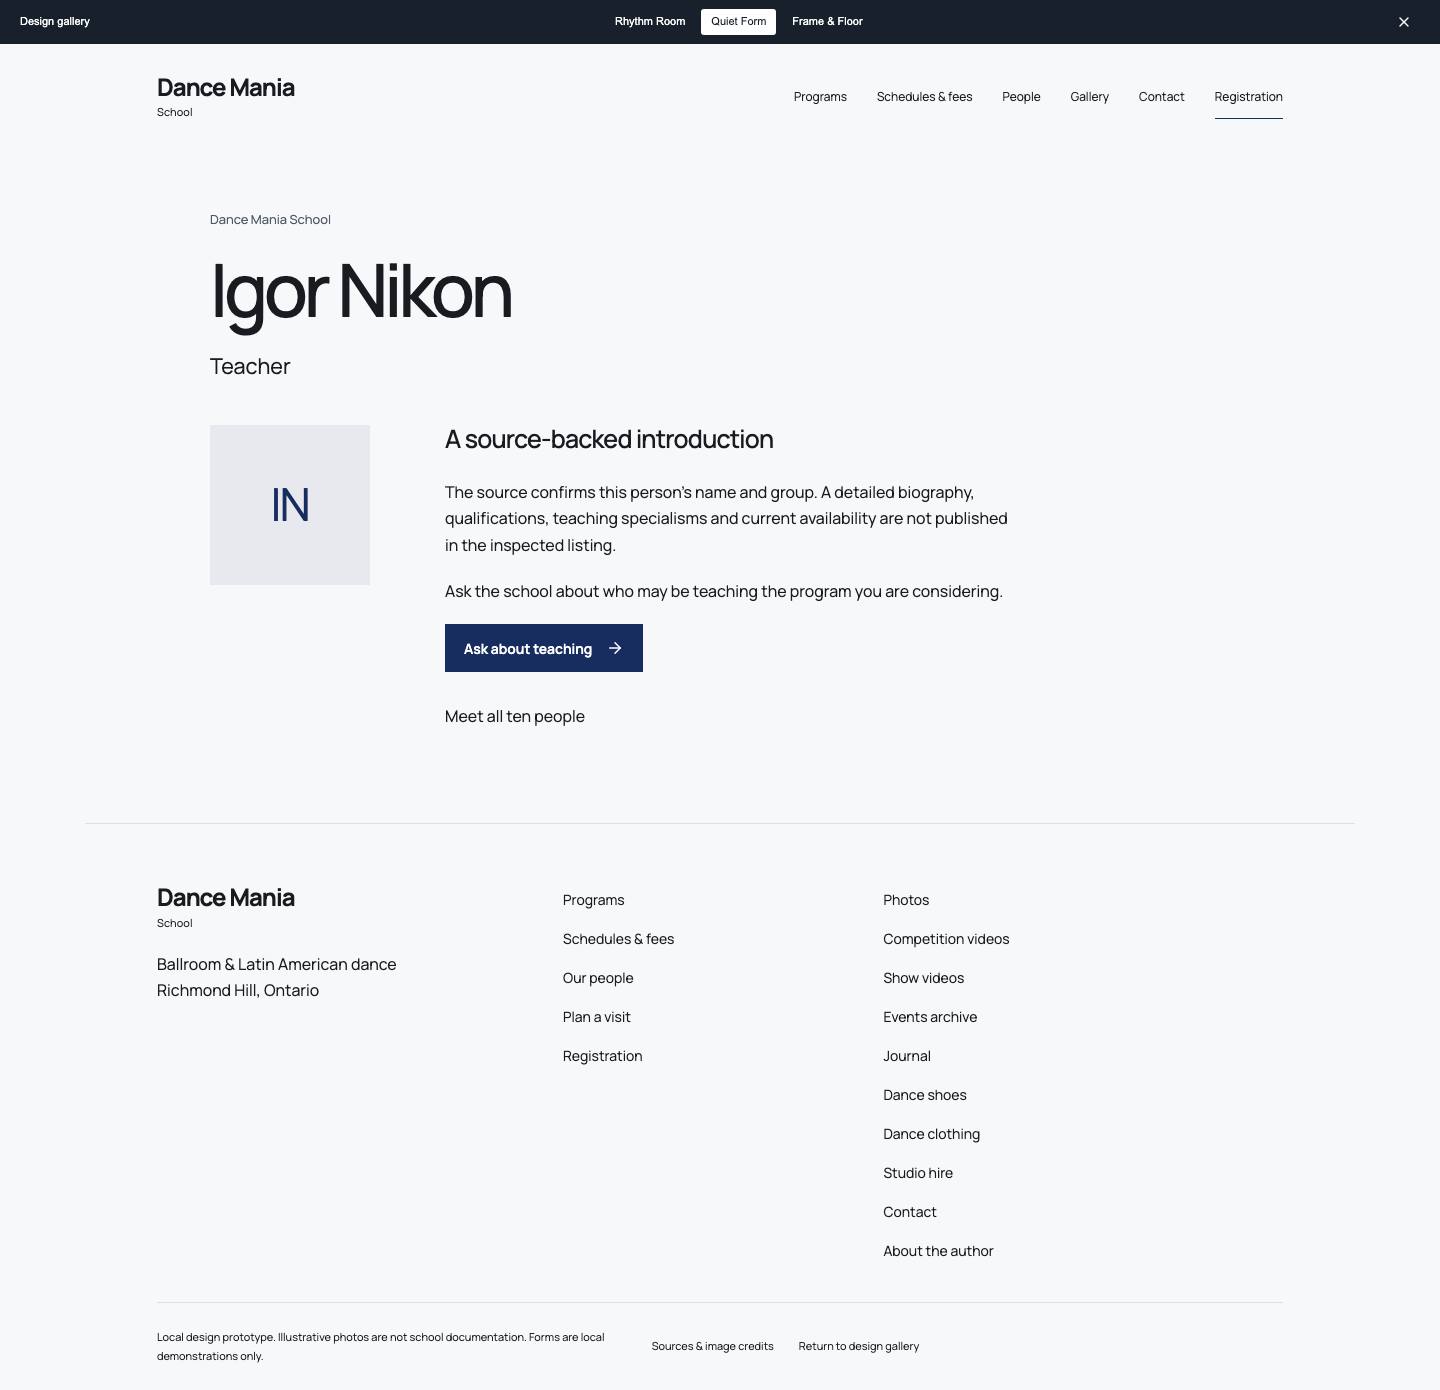 Design gallery
Rhythm Room
Quiet Form
Frame & Floor
Dance Mania
School
Programs
Schedules & fees
People
Gallery
Contact
Registration
Dance Mania School
Igor Nikon
Teacher
IN
A source-backed introduction
The source confirms this person’s name and group. A detailed biography,
qualifications, teaching specialisms and current availability are not published
in the inspected listing.
Ask the school about who may be teaching the program you are considering.
Ask about teaching
Meet all ten people
Dance Mania
School
Ballroom & Latin American dance
Richmond Hill, Ontario
Programs
Schedules & fees
Our people
Plan a visit
Registration
Photos
Competition videos
Show videos
Events archive
Journal
Dance shoes
Dance clothing
Studio hire
Contact
About the author
Local design prototype. Illustrative photos are not school documentation. Forms are local
demonstrations only.
Sources & image credits
Return to design gallery